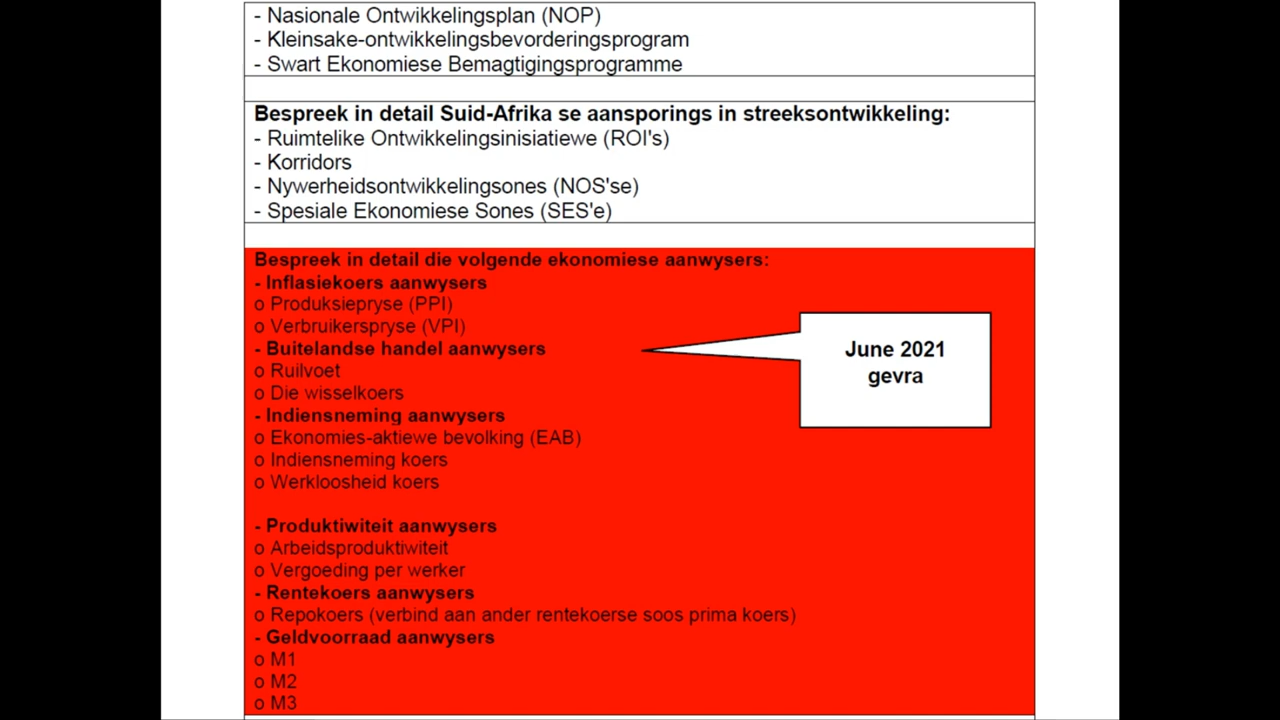 - Nasionale Ontwikkelingsplan (NOP)
- Kleinsake-ontwikkelingsbevorderingsprogram
- Swart Ekonomiese Bemagtigingsprogramme
Bespreek in detail Suid-Afrika se aansporings in streeksontwikkeling:
- Ruimtelike Ontwikkelingsinisiatiewe (ROI's)
- Korridors
- Nywerheidsontwikkelingsones (NOS'se)
- Spesiale Ekonomiese Sones (SES'e)
Bespreek in detail die volgende ekonomiese aanwysers:
- Inflasiekoers aanwysers
o Produksiepryse (PPI)
o Verbruikerspryse (VPI)
- Buitelandse handel aanwysers
o Ruilvoet
o Die wisselkoers
- Indiensneming aanwysers
o Ekonomies-aktiewe bevolking (EAB)
o Indiensneming koers
o Werkloosheid koers
- Produktiwiteit aanwysers
o Arbeidsproduktiwiteit
o Vergoeding per werker
- Rentekoers aanwysers
o Repokoers (verbind aan ander rentekoerse soos prima koers)
- Geldvoorraad aanwysers
o M1
o M2
o M3
June 2021
gevra